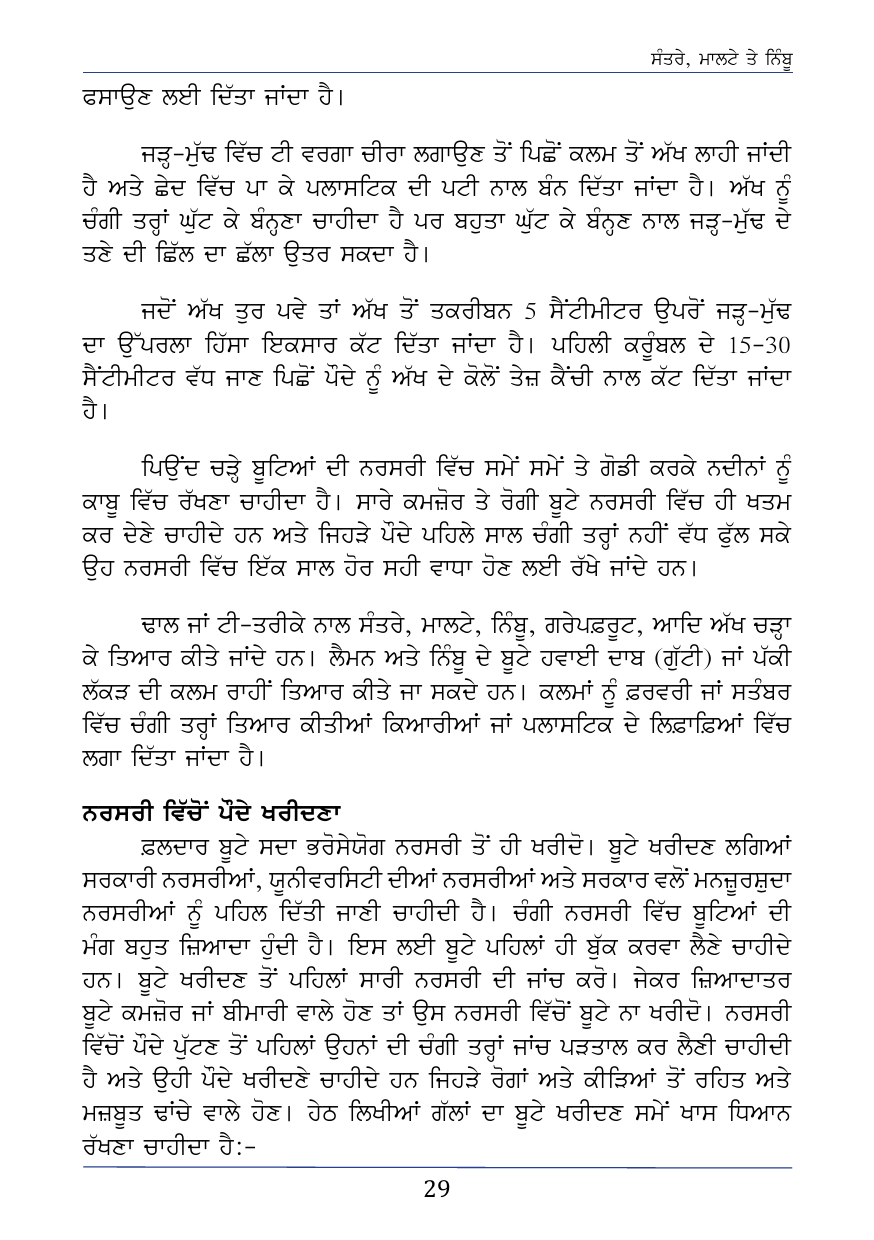 ਸੰਤਰੇ, ਮਾਲਟੇ ਤੇ ਨਿੰਬੂ
ਫਸਾਉਣ ਲਈ ਦਿੱਤਾ ਜਾਂਦਾ ਹੈ।
ਜੜ੍ਹ-ਮੁੱਢ ਵਿੱਚ ਟੀ ਵਰਗਾ ਚੀਰਾ ਲਗਾਉਣ ਤੋਂ ਪਿਛੋਂ ਕਲਮ ਤੋਂ ਅੱਖ ਲਾਹੀ ਜਾਂਦੀ
ਹੈ ਅਤੇ ਛੇਦ ਵਿੱਚ ਪਾ ਕੇ ਪਲਾਸਟਿਕ ਦੀ ਪਟੀ ਨਾਲ ਬੰਨ ਦਿੱਤਾ ਜਾਂਦਾ ਹੈ। ਅੱਖ ਨੂੰ
ਚੰਗੀ ਤਰ੍ਹਾਂ ਘੁੱਟ ਕੇ ਬੰਨ੍ਹਣਾ ਚਾਹੀਦਾ ਹੈ ਪਰ ਬਹੁਤਾ ਘੁੱਟ ਕੇ ਬੰਨ੍ਹਣ ਨਾਲ ਜੜ੍ਹ-ਮੁੱਢ ਦੇ
ਤਣੇ ਦੀ ਛਿੱਲ ਦਾ ਛੱਲਾ ਉਤਰ ਸਕਦਾ ਹੈ।
ਜਦੋਂ ਅੱਖ ਤੁਰ ਪਵੇ ਤਾਂ ਅੱਖ ਤੋਂ ਤਕਰੀਬਨ 5 ਸੈਂਟੀਮੀਟਰ ਉਪਰੋਂ ਜੜ੍ਹ-ਮੁੱਢ
ਦਾ ਉੱਪਰਲਾ ਹਿੱਸਾ ਇਕਸਾਰ ਕੱਟ ਦਿੱਤਾ ਜਾਂਦਾ ਹੈ। ਪਹਿਲੀ ਕਰੂੰਬਲ ਦੇ 15-30
ਸੈਂਟੀਮੀਟਰ ਵੱਧ ਜਾਣ ਪਿਛੋਂ ਪੌਦੇ ਨੂੰ ਅੱਖ ਦੇ ਕੋਲੋਂ ਤੇਜ਼ ਕੈਂਚੀ ਨਾਲ ਕੱਟ ਦਿੱਤਾ ਜਾਂਦਾ
ਹੈ।
ਪਿਉਂਦ ਚੜ੍ਹੇ ਬੂਟਿਆਂ ਦੀ ਨਰਸਰੀ ਵਿੱਚ ਸਮੇਂ ਸਮੇਂ ਤੇ ਗੋਡੀ ਕਰਕੇ ਨਦੀਨਾਂ ਨੂੰ
ਕਾਬੂ ਵਿੱਚ ਰੱਖਣਾ ਚਾਹੀਦਾ ਹੈ। ਸਾਰੇ ਕਮਜ਼ੋਰ ਤੇ ਰੋਗੀ ਬੂਟੇ ਨਰਸਰੀ ਵਿੱਚ ਹੀ ਖਤਮ
ਕਰ ਦੇਣੇ ਚਾਹੀਦੇ ਹਨ ਅਤੇ ਜਿਹੜੇ ਪੌਦੇ ਪਹਿਲੇ ਸਾਲ ਚੰਗੀ ਤਰ੍ਹਾਂ ਨਹੀਂ ਵੱਧ ਫੁੱਲ ਸਕੇ
ਉਹ ਨਰਸਰੀ ਵਿੱਚ ਇੱਕ ਸਾਲ ਹੋਰ ਸਹੀ ਵਾਧਾ ਹੋਣ ਲਈ ਰੱਖੇ ਜਾਂਦੇ ਹਨ।
ਢਾਲ ਜਾਂ ਟੀ-ਤਰੀਕੇ ਨਾਲ ਸੰਤਰੇ, ਮਾਲਟੇ, ਨਿੰਬੂ, ਗਰੇਪਫ਼ਰੂਟ, ਆਦਿ ਅੱਖ ਚੜ੍ਹਾ
ਕੇ ਤਿਆਰ ਕੀਤੇ ਜਾਂਦੇ ਹਨ। ਲੈਮਨ ਅਤੇ ਨਿੰਬੂ ਦੇ ਬੂਟੇ ਹਵਾਈ ਦਾਬ (ਗੁੱਟੀ) ਜਾਂ ਪੱਕੀ
ਲੱਕੜ ਦੀ ਕਲਮ ਰਾਹੀਂ ਤਿਆਰ ਕੀਤੇ ਜਾ ਸਕਦੇ ਹਨ। ਕਲਮਾਂ ਨੂੰ ਫ਼ਰਵਰੀ ਜਾਂ ਸਤੰਬਰ
ਵਿੱਚ ਚੰਗੀ ਤਰ੍ਹਾਂ ਤਿਆਰ ਕੀਤੀਆਂ ਕਿਆਰੀਆਂ ਜਾਂ ਪਲਾਸਟਿਕ ਦੇ ਲਿਫ਼ਾਫ਼ਿਆਂ ਵਿੱਚ
ਲਗਾ ਦਿੱਤਾ ਜਾਂਦਾ ਹੈ।
ਨਰਸਰੀ ਵਿੱਚੋਂ ਪੌਦੇ ਖਰੀਦਣਾ
ਫ਼ਲਦਾਰ ਬੂਟੇ ਸਦਾ ਭਰੋਸੇਯੋਗ ਨਰਸਰੀ ਤੋਂ ਹੀ ਖਰੀਦੋ। ਬੂਟੇ ਖਰੀਦਣ ਲਗਿਆਂ
ਸਰਕਾਰੀ ਨਰਸਰੀਆਂ, ਯੂਨੀਵਰਸਿਟੀ ਦੀਆਂ ਨਰਸਰੀਆਂ ਅਤੇ ਸਰਕਾਰ ਵਲੋਂ ਮਨਜ਼ੂਰਸ਼ੁਦਾ
ਨਰਸਰੀਆਂ ਨੂੰ ਪਹਿਲ ਦਿੱਤੀ ਜਾਣੀ ਚਾਹੀਦੀ ਹੈ। ਚੰਗੀ ਨਰਸਰੀ ਵਿੱਚ ਬੂਟਿਆਂ ਦੀ
ਮੰਗ ਬਹੁਤ ਜ਼ਿਆਦਾ ਹੁੰਦੀ ਹੈ। ਇਸ ਲਈ ਬੂਟੇ ਪਹਿਲਾਂ ਹੀ ਬੁੱਕ ਕਰਵਾ ਲੈਣੇ ਚਾਹੀਦੇ
ਹਨ। ਬੂਟੇ ਖਰੀਦਣ ਤੋਂ ਪਹਿਲਾਂ ਸਾਰੀ ਨਰਸਰੀ ਦੀ ਜਾਂਚ ਕਰੋ। ਜੇਕਰ ਜ਼ਿਆਦਾਤਰ
ਬੂਟੇ ਕਮਜ਼ੋਰ ਜਾਂ ਬੀਮਾਰੀ ਵਾਲੇ ਹੋਣ ਤਾਂ ਉਸ ਨਰਸਰੀ ਵਿੱਚੋਂ ਬੂਟੇ ਨਾ ਖਰੀਦੋ। ਨਰਸਰੀ
ਵਿੱਚੋਂ ਪੌਦੇ ਪੁੱਟਣ ਤੋਂ ਪਹਿਲਾਂ ਉਹਨਾਂ ਦੀ ਚੰਗੀ ਤਰ੍ਹਾਂ ਜਾਂਚ ਪੜਤਾਲ ਕਰ ਲੈਣੀ ਚਾਹੀਦੀ
ਹੈ ਅਤੇ ਉਹੀ ਪੌਦੇ ਖਰੀਦਣੇ ਚਾਹੀਦੇ ਹਨ ਜਿਹੜੇ ਰੋਗਾਂ ਅਤੇ ਕੀੜਿਆਂ ਤੋਂ ਰਹਿਤ ਅਤੇ
ਮਜ਼ਬੂਤ ਢਾਂਚੇ ਵਾਲੇ ਹੋਣ। ਹੇਠ ਲਿਖੀਆਂ ਗੱਲਾਂ ਦਾ ਬੂਟੇ ਖਰੀਦਣ ਸਮੇਂ ਖਾਸ ਧਿਆਨ
ਰੱਖਣਾ ਚਾਹੀਦਾ ਹੈ:-
29